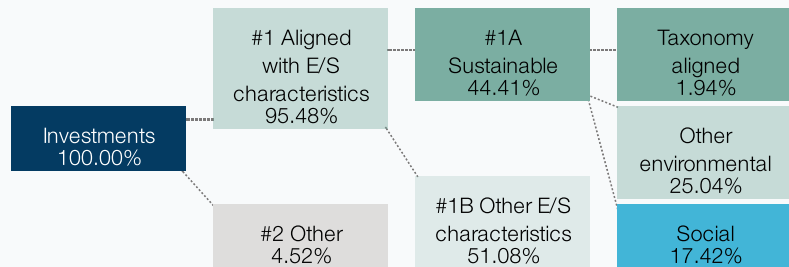 Investments
100.00%
#1 Aligned
with E/S
characteristics
95.48%
#2 Other
4.52%
#1A
Sustainable
44.41%
#1B Other E/S
characteristics
51.08%
Taxonomy
aligned
1.94%
Other
environmental
25.04%
Social
17.42%